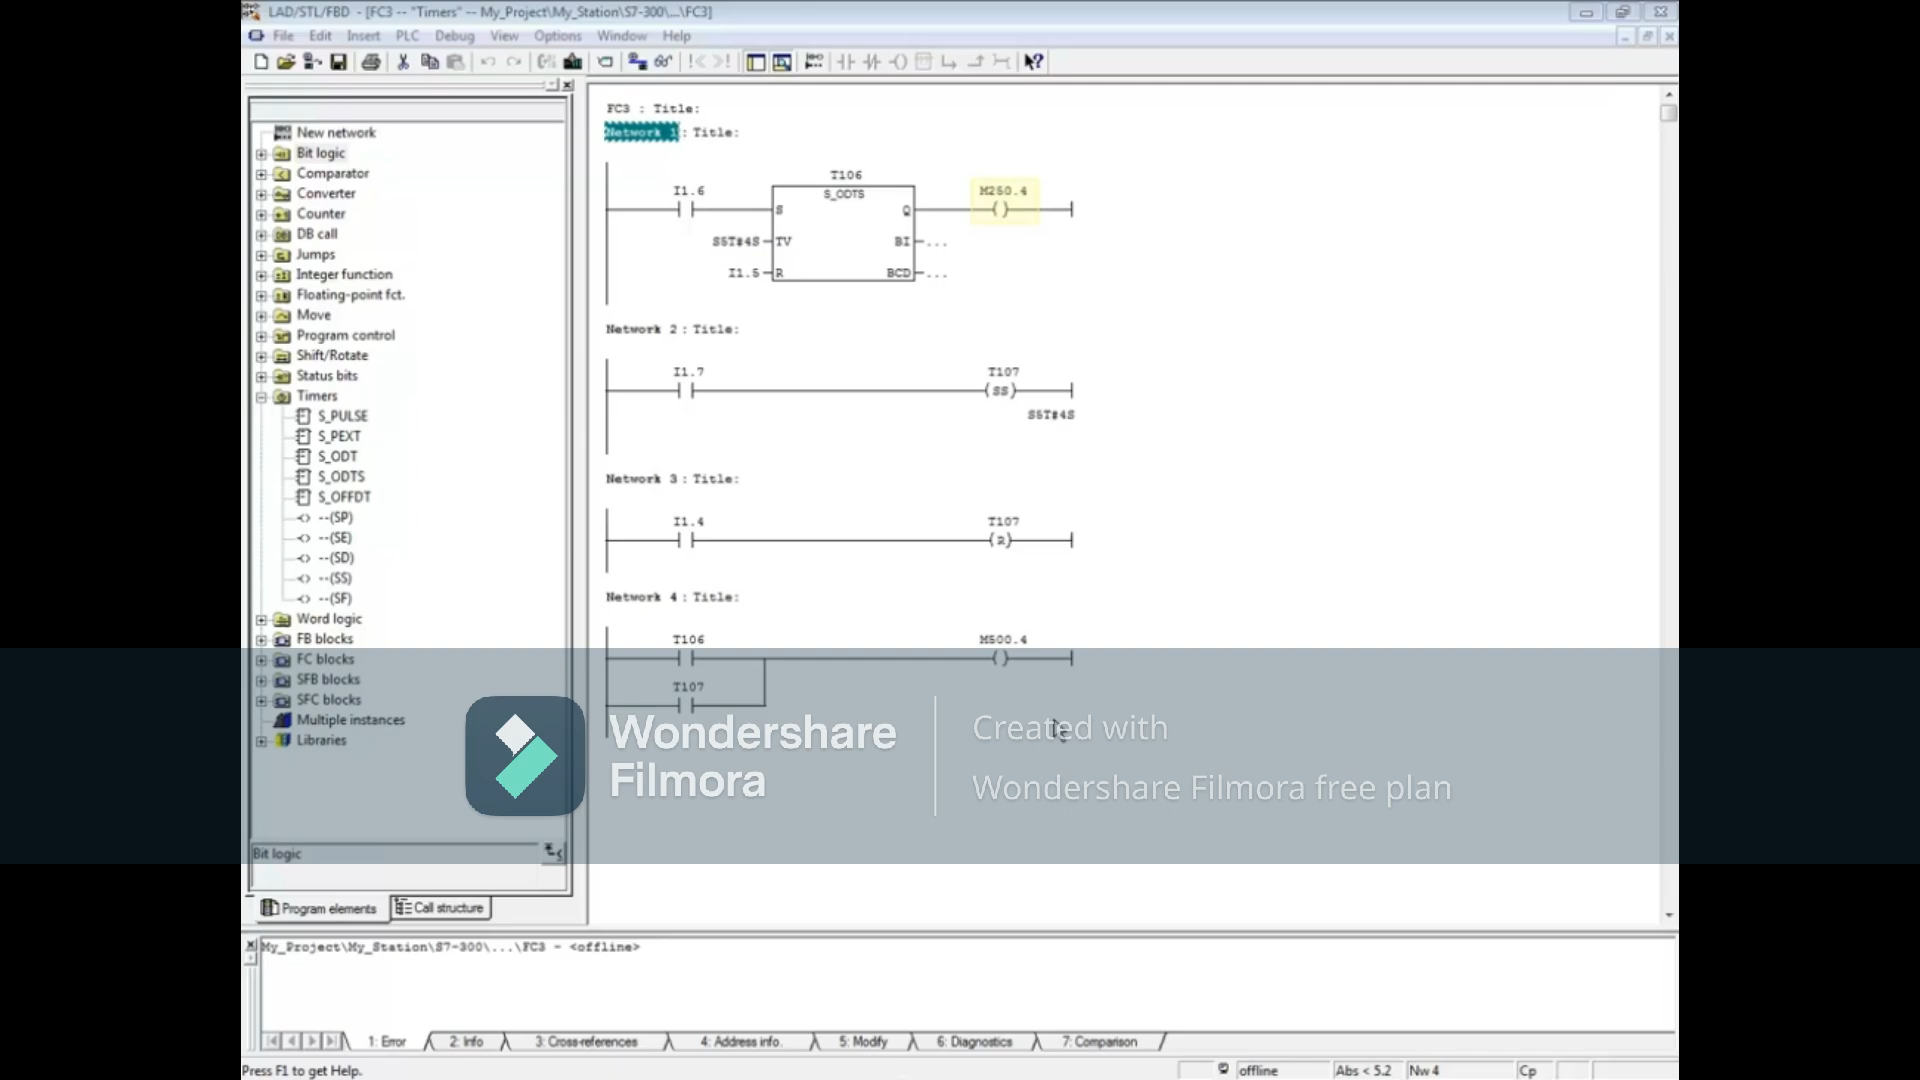 LAD/STL/FBD - [FC3 -- "Timers" -- My_Project\My_Station\S7-300\...\FC3]
File Edit Insert PLC Debug View Options Window Help
New network
Bit logic
Comparator
Converter
Counter
DB call
Jumps
Integer function
Floating-point fct.
Move
Program control
Shift/Rotate
Status bits
Timers
S_PULSE
S_PEXT
S_ODT
S_ODTS
S_OFFDT
--(SP)
--(SE)
--(SD)
--(SS)
--(SF)
Word logic
FB blocks
FC blocks
SFB blocks
SFC blocks
Multiple instances
Libraries
Bit logic
Program elements Call structure
FC3 : Title:
Network 1: Title:
T106
I1.6 S_ODTS M250.4
S Q ( )
S5T#4S TV BI ...
I1.5 R BCD ...
Network 2: Title:
I1.7 T107
(SS)
S5T#4S
Network 3: Title:
I1.4 T107
(R)
Network 4: Title:
T106 M500.4
( )
T107
Wondershare
Filmora
Created with
Wondershare Filmora free plan
My_Project\My_Station\S7-300\...\FC3 - <offline>
1: Error 2: Info 3: Cross-references 4: Address info. 5: Modify 6: Diagnostics 7: Comparison
Press F1 to get Help. offline Abs < 5.2 Nw 4 Cp